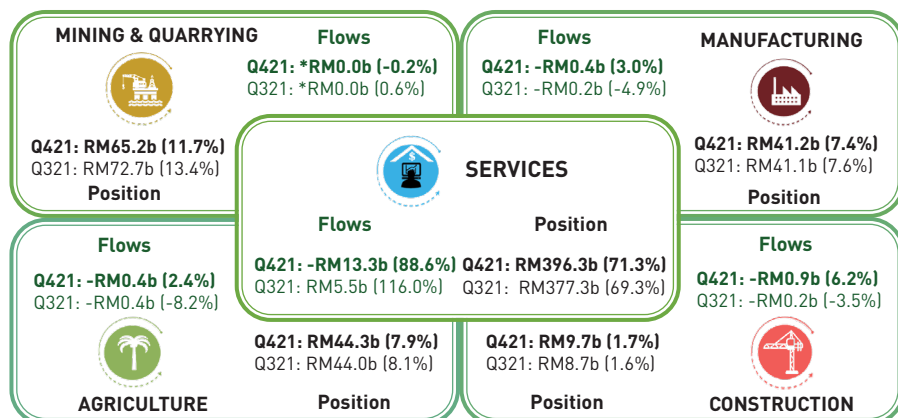 MINING & QUARRYING
Flows
Q421: *RM0.0b (-0.2%)
Q321: *RM0.0b (0.6%)
Q421: RM65.2b (11.7%)
Q321: RM72.7b (13.4%)
Position
Flows
MANUFACTURING
Q421: -RM0.4b (3.0%)
Q321: -RM0.2b (-4.9%)
Q421: RM41.2b (7.4%)
Q321: RM41.1b (7.6%)
Position
$
SERVICES
Flows
Q421: -RM13.3b (88.6%)
Q321: RM5.5b (116.0%)
Position
Q421: RM396.3b (71.3%)
Q321: RM377.3b (69.3%)
Flows
Q421: -RM0.4b (2.4%)
Q321: -RM0.4b (-8.2%)
Q421: RM44.3b (7.9%)
Q321: RM44.0b (8.1%)
AGRICULTURE
Position
Flows
Q421: -RM0.9b (6.2%)
Q321: -RM0.2b (-3.5%)
Q421: RM9.7b (1.7%)
Q321: RM8.7b (1.6%)
Position
CONSTRUCTION